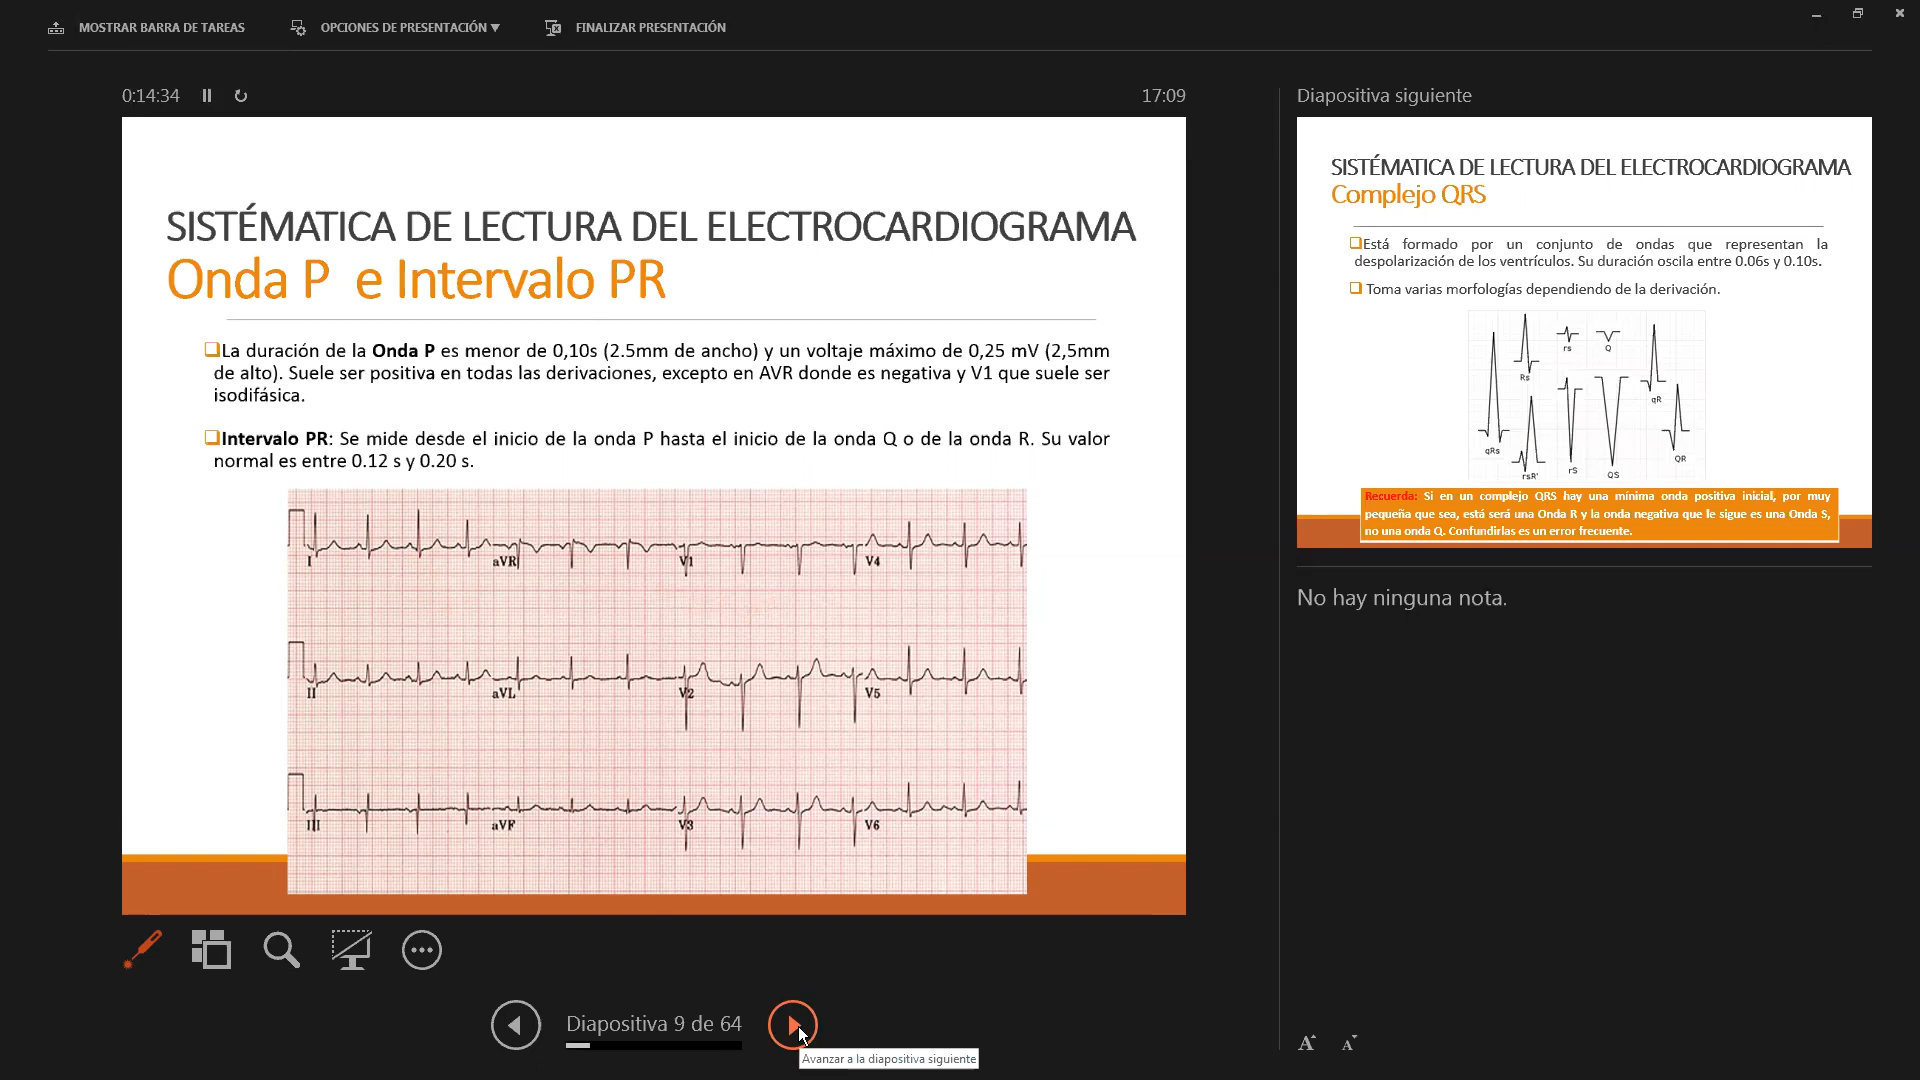 MOSTRAR BARRA DE TAREAS
OPCIONES DE PRESENTACIÓN ▼
FINALIZAR PRESENTACIÓN
0:14:34
17:09
SISTÉMATICA DE LECTURA DEL ELECTROCARDIOGRAMA
Onda P e Intervalo PR
La duración de la Onda P es menor de 0,10s (2.5mm de ancho) y un voltaje máximo de 0,25 mV (2,5mm
de alto). Suele ser positiva en todas las derivaciones, excepto en AVR donde es negativa y V1 que suele ser
isodifásica.
Intervalo PR: Se mide desde el inicio de la onda P hasta el inicio de la onda Q o de la onda R. Su valor
normal es entre 0.12 s y 0.20 s.
I aVR V1 V4
II aVL V2 V5
III aVF V3 V6
Diapositiva 9 de 64
Avanzar a la diapositiva siguiente
Diapositiva siguiente
SISTÉMATICA DE LECTURA DEL ELECTROCARDIOGRAMA
Complejo QRS
Está formado por un conjunto de ondas que representan la
despolarización de los ventrículos. Su duración oscila entre 0.06s y 0.10s.
Toma varias morfologías dependiendo de la derivación.
rs Q
Rs
qR
qRs rsR' rS QS QR
Recuerda: Si en un complejo QRS hay una mínima onda positiva inicial, por muy
pequeña que sea, está será una Onda R y la onda negativa que le sigue es una Onda S,
no una onda Q. Confundirlas es un error frecuente.
No hay ninguna nota.
A A